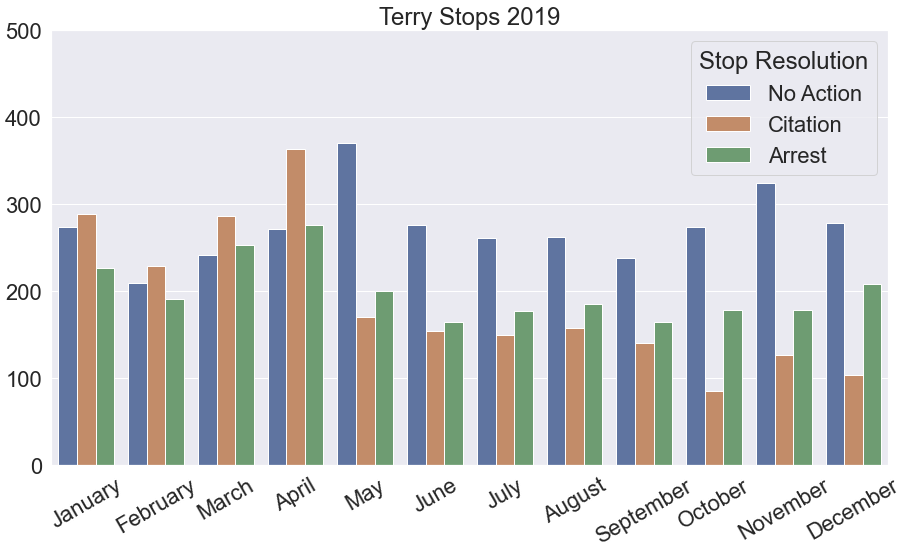 Terry Stops 2019
500
400
300
200
100
0
Stop Resolution
No Action
Citation
Arrest
January
February
March
April
May
June
July
August
September
October
November
December